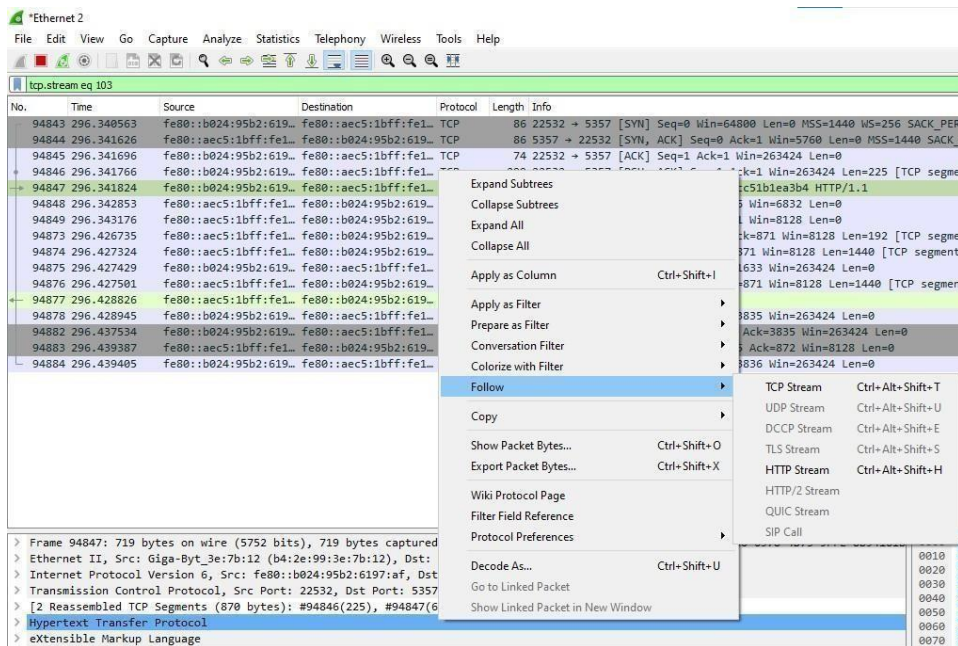 *Ethernet 2
File Edit View Go Capture Analyze Statistics Telephony Wireless Tools Help
tcp.stream eq 103
No. Time Source Destination Protocol Length Info
94843 296.340563 fe80::b024:95b2:619… fe80::aec5:1bff:fe1… TCP 86 22532 → 5357 [SYN] Seq=0 Win=64800 Len=0 MSS=1440 WS=256 SACK_PER
94844 296.341626 fe80::aec5:1bff:fe1… fe80::b024:95b2:619… TCP 86 5357 → 22532 [SYN, ACK] Seq=0 Ack=1 Win=5760 Len=0 MSS=1440 SACK_
94845 296.341696 fe80::b024:95b2:619… fe80::aec5:1bff:fe1… TCP 74 22532 → 5357 [ACK] Seq=1 Ack=1 Win=263424 Len=0
94846 296.341766 fe80::b024:95b2:619… fe80::aec5:1bff:fe1… k=1 Win=263424 Len=225 [TCP segme
94847 296.341824 fe80::b024:95b2:619… fe80::aec5:1bff:fe1… c51b1ea3b4 HTTP/1.1
94848 296.342853 fe80::aec5:1bff:fe1… fe80::b024:95b2:619… Win=6832 Len=0
94849 296.343176 fe80::aec5:1bff:fe1… fe80::b024:95b2:619… Win=8128 Len=0
94873 296.426735 fe80::aec5:1bff:fe1… fe80::b024:95b2:619… k=871 Win=8128 Len=192 [TCP segme
94874 296.427324 fe80::aec5:1bff:fe1… fe80::b024:95b2:619… 71 Win=8128 Len=1440 [TCP segment
94875 296.427429 fe80::b024:95b2:619… fe80::aec5:1bff:fe1… 1633 Win=263424 Len=0
94876 296.427501 fe80::aec5:1bff:fe1… fe80::b024:95b2:619… =871 Win=8128 Len=1440 [TCP segmen
94877 296.428826 fe80::aec5:1bff:fe1… fe80::b024:95b2:619…
94878 296.428945 fe80::b024:95b2:619… fe80::aec5:1bff:fe1… 3835 Win=263424 Len=0
94882 296.437534 fe80::b024:95b2:619… fe80::aec5:1bff:fe1… Ack=3835 Win=263424 Len=0
94883 296.439387 fe80::aec5:1bff:fe1… fe80::b024:95b2:619… Ack=872 Win=8128 Len=0
94884 296.439405 fe80::b024:95b2:619… fe80::aec5:1bff:fe1… 3836 Win=263424 Len=0
Expand Subtrees
Collapse Subtrees
Expand All
Collapse All
Apply as Column Ctrl+Shift+I
Apply as Filter
Prepare as Filter
Conversation Filter
Colorize with Filter
Follow
Copy
Show Packet Bytes... Ctrl+Shift+O
Export Packet Bytes... Ctrl+Shift+X
Wiki Protocol Page
Filter Field Reference
Protocol Preferences
Decode As... Ctrl+Shift+U
Go to Linked Packet
Show Linked Packet in New Window
TCP Stream Ctrl+Alt+Shift+T
UDP Stream Ctrl+Alt+Shift+U
DCCP Stream Ctrl+Alt+Shift+E
TLS Stream Ctrl+Alt+Shift+S
HTTP Stream Ctrl+Alt+Shift+H
HTTP/2 Stream
QUIC Stream
SIP Call
Frame 94847: 719 bytes on wire (5752 bits), 719 bytes captured
Ethernet II, Src: Giga-Byt_3e:7b:12 (b4:2e:99:3e:7b:12), Dst:
Internet Protocol Version 6, Src: fe80::b024:95b2:6197:af, Dst
Transmission Control Protocol, Src Port: 22532, Dst Port: 5357
[2 Reassembled TCP Segments (870 bytes): #94846(225), #94847(6
Hypertext Transfer Protocol
eXtensible Markup Language
0010
0020
0030
0040
0050
0060
0070